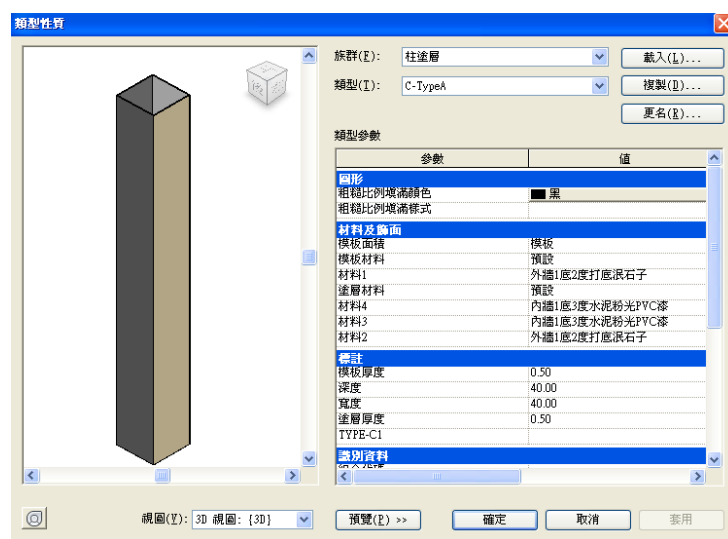 類型性質
族群(F): 柱塗層 載入(L)...
類型(T): C-TypeA 複製(D)...
更名(R)...
類型參數
參數 值
圖形
粗糙比例填滿顏色 黑
粗糙比例填滿樣式
材料及飾面
模板面積 模板
模板材料 預設
材料1 外牆1底2度打底泯石子
塗層材料 預設
材料4 內牆1底3度水泥粉光PVC漆
材料3 內牆1底3度水泥粉光PVC漆
材料2 外牆1底2度打底泯石子
標註
模板厚度 0.50
深度 40.00
寬度 40.00
塗層厚度 0.50
TYPE-C1
識別資料
視圖(V): 3D 視圖: {3D} 預覽(P) >> 確定 取消 套用